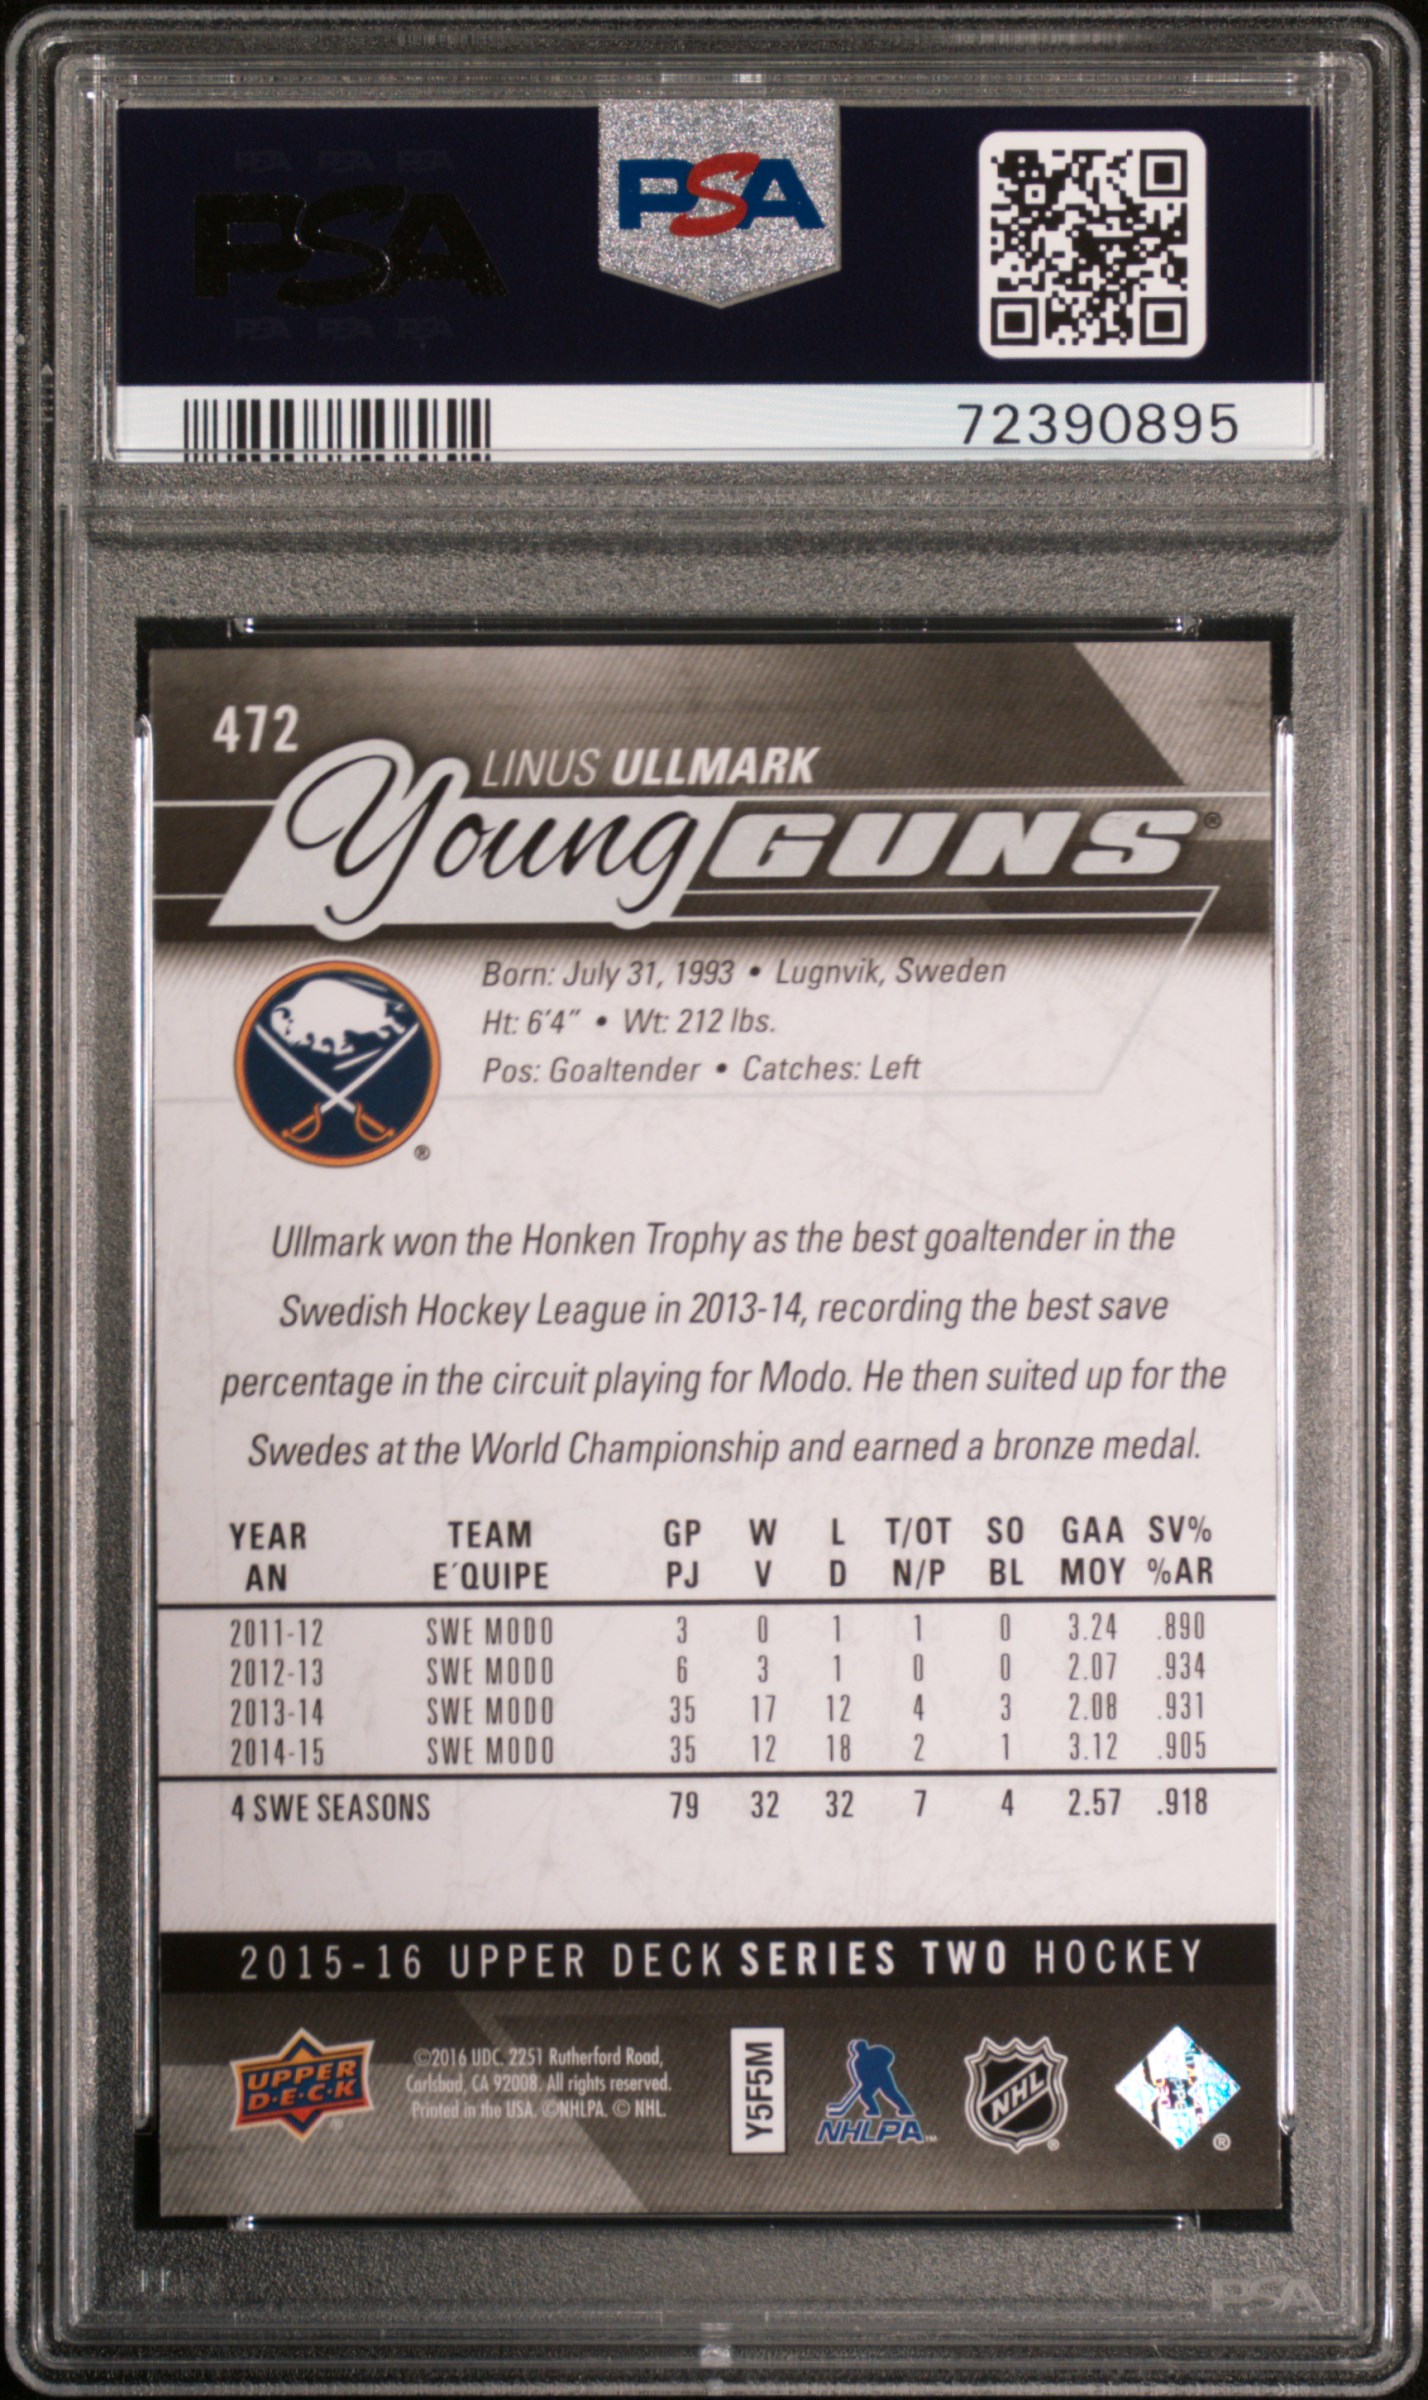 PSA PSA PSA
PSA
PSA PSA PSA
PSA
72390895
472
LINUS ULLMARK
Young GUNS®
Born: July 31, 1993 • Lugnvik, Sweden
Ht: 6'4" • Wt: 212 lbs.
Pos: Goaltender • Catches: Left
®
Ullmark won the Honken Trophy as the best goaltender in the
Swedish Hockey League in 2013-14, recording the best save
percentage in the circuit playing for Modo. He then suited up for the
Swedes at the World Championship and earned a bronze medal.
YEAR TEAM GP W L T/OT SO GAA SV%
AN E´QUIPE PJ V D N/P BL MOY %AR
2011-12 SWE MODO 3 0 1 1 0 3.24 .890
2012-13 SWE MODO 6 3 1 0 0 2.07 .934
2013-14 SWE MODO 35 17 12 4 3 2.08 .931
2014-15 SWE MODO 35 12 18 2 1 3.12 .905
4 SWE SEASONS 79 32 32 7 4 2.57 .918
2015-16 UPPER DECK SERIES TWO HOCKEY
UPPER
D·E·C·K
©2016 UDC. 2251 Rutherford Road,
Carlsbad, CA 92008. All rights reserved.
Printed in the USA. ©NHLPA. © NHL.
Y5F5M
NHLPA™
NHL®
®
PSA